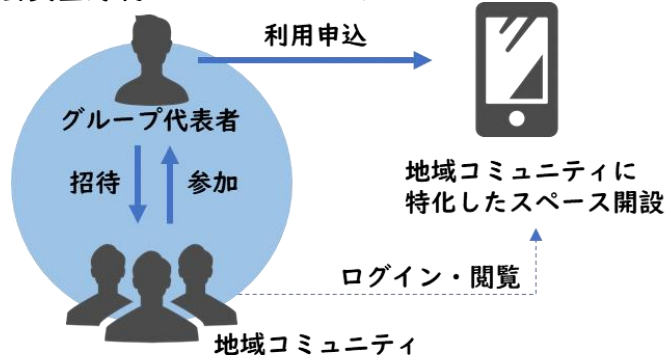 利用申込
グループ代表者
招待
参加
地域コミュニティに
特化したスペース開設
ログイン・閲覧
地域コミュニティ